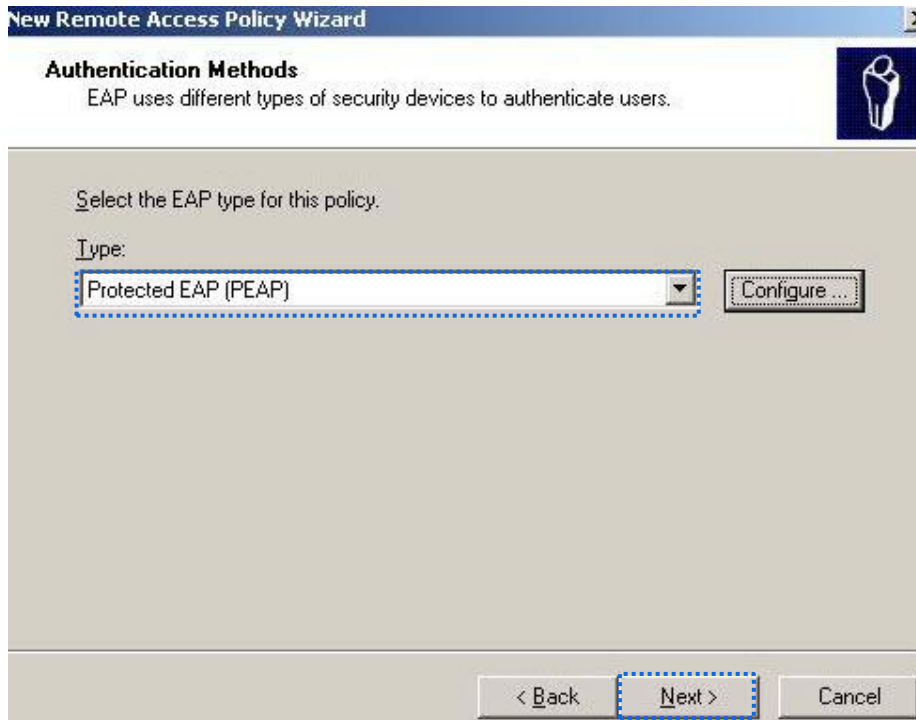 New Remote Access Policy Wizard
Authentication Methods
EAP uses different types of security devices to authenticate users.
Select the EAP type for this policy.
Type:
Protected EAP (PEAP)
Configure ...
< Back
Next >
Cancel